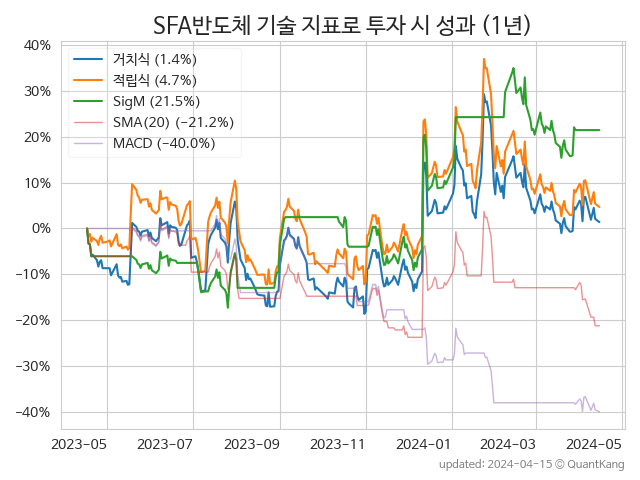 SFA반도체 기술 지표로 투자 시 성과 (1년)
40%
30%
20%
10%
0%
−10%
−20%
−30%
−40%
거치식 (1.4%)
적립식 (4.7%)
SigM (21.5%)
SMA(20) (−21.2%)
MACD (−40.0%)
2023-05 2023-07 2023-09 2023-11 2024-01 2024-03 2024-05
updated: 2024-04-15 © QuantKang